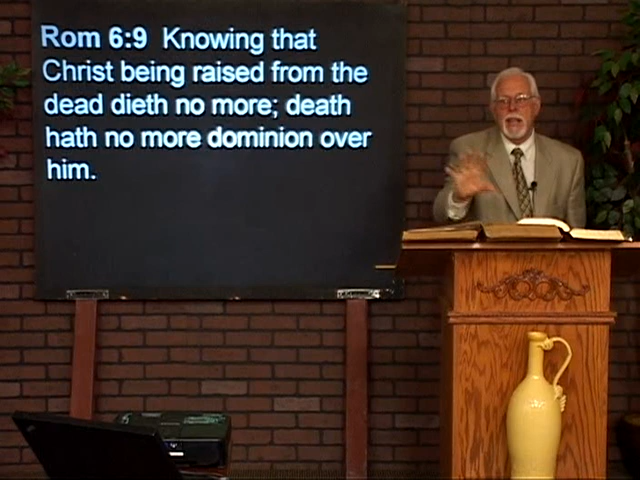 Rom 6:9 Knowing that
Christ being raised from the
dead dieth no more; death
hath no more dominion over
him.